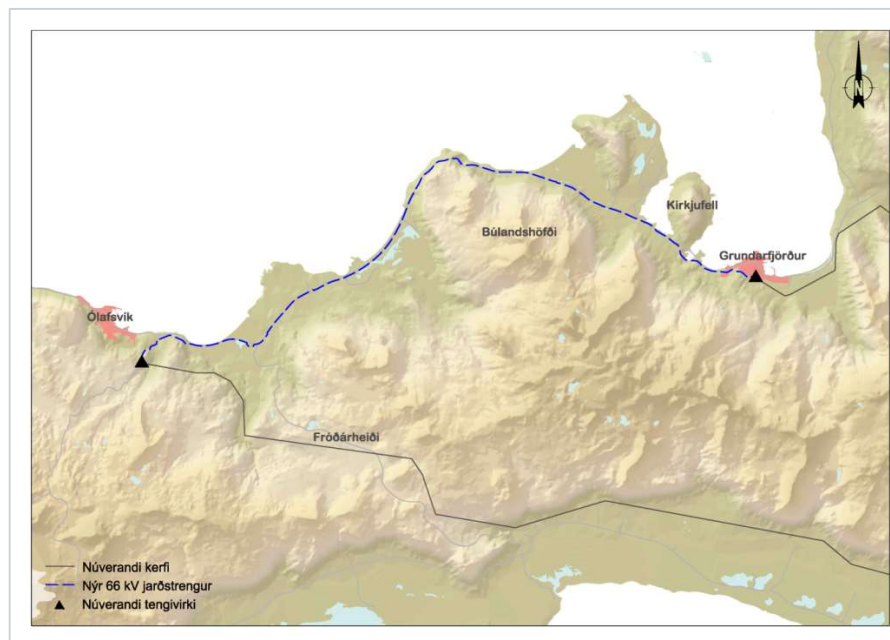 N
Kirkjufell
Búlandshöfði
Grundarfjörður
Ólafsvík
Fróðárheiði
Núverandi kerfi
Nýr 66 kV jarðstrengur
Núverandi tengivirki